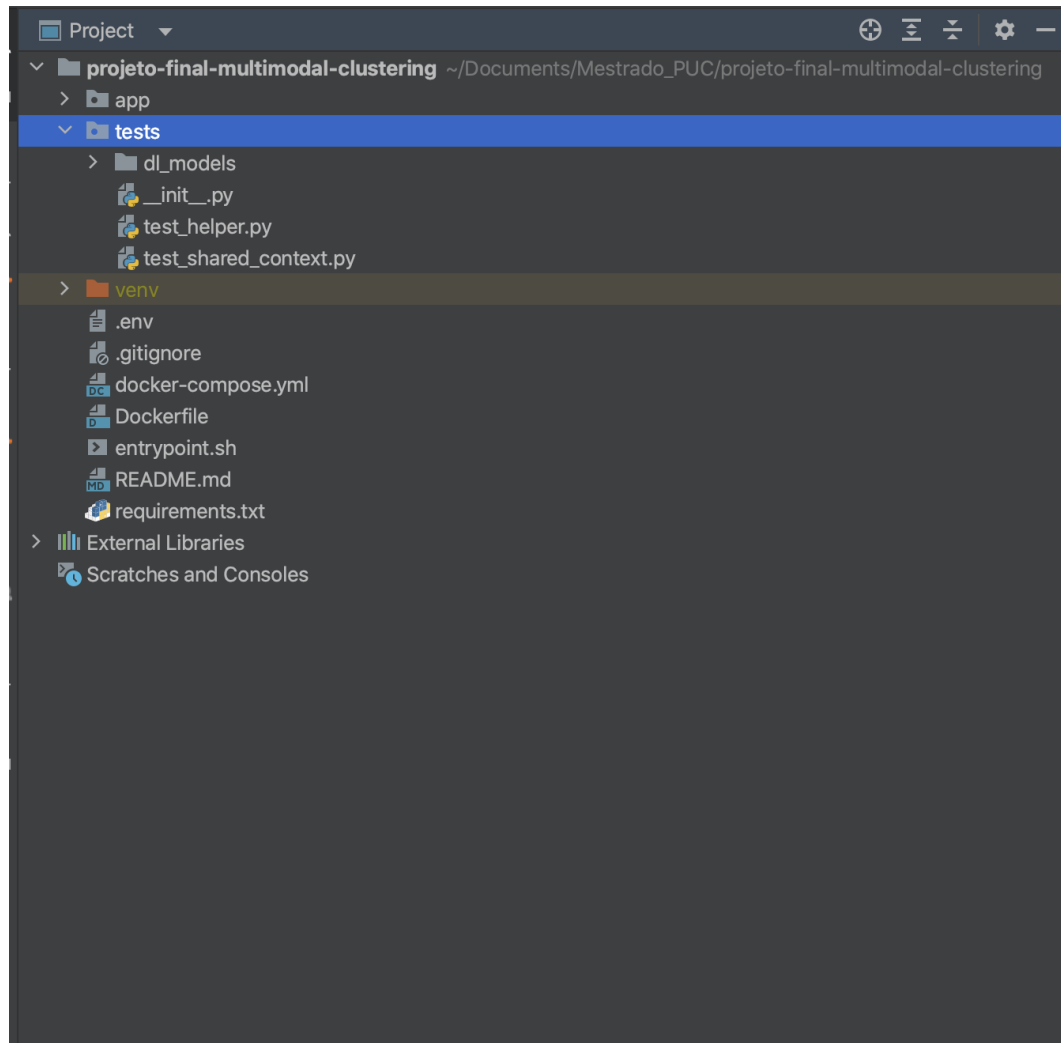 Project
projeto-final-multimodal-clustering ~/Documents/Mestrado_PUC/projeto-final-multimodal-clustering
app
tests
dl_models
__init__.py
test_helper.py
test_shared_context.py
venv
.env
.gitignore
DC docker-compose.yml
D Dockerfile
entrypoint.sh
MD README.md
requirements.txt
External Libraries
Scratches and Consoles